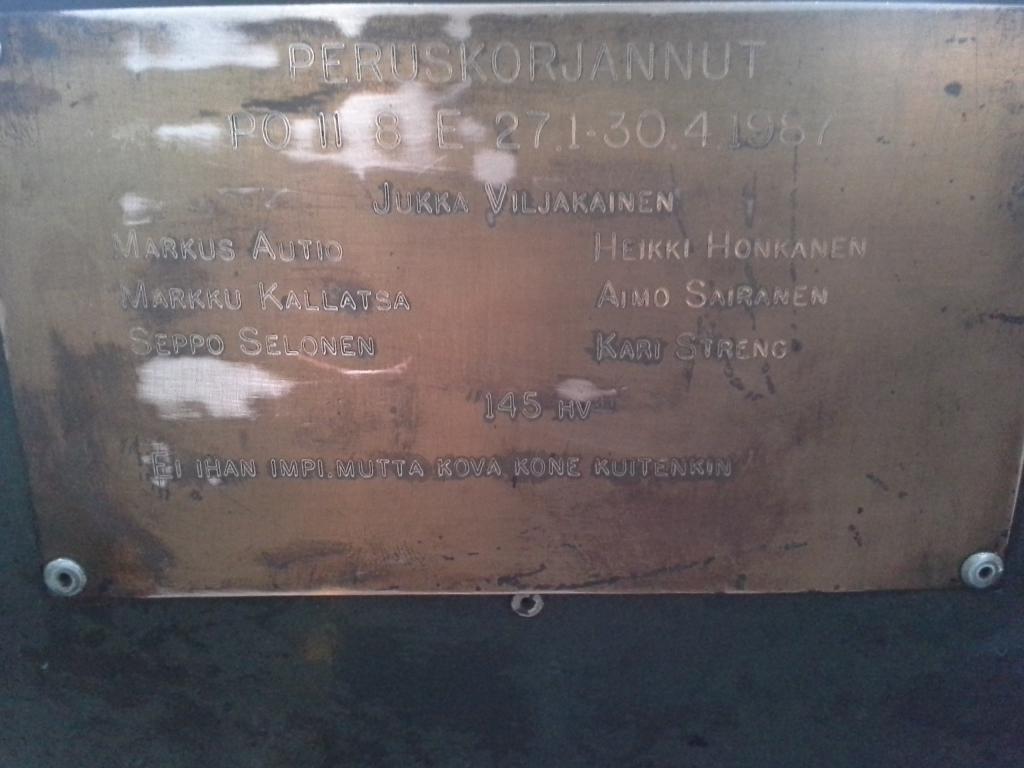 PERUSKORJANNUT
PO 11 8 E 27.1-30.4.1987
JUKKA VILJAKAINEN
MARKUS AUTIO HEIKKI HONKANEN
MARKKU KALLATSA AIMO SAIRANEN
SEPPO SELONEN KARI STRENG
"145 HV"
"EI IHAN IMPI.MUTTA KOVA KONE KUITENKIN"